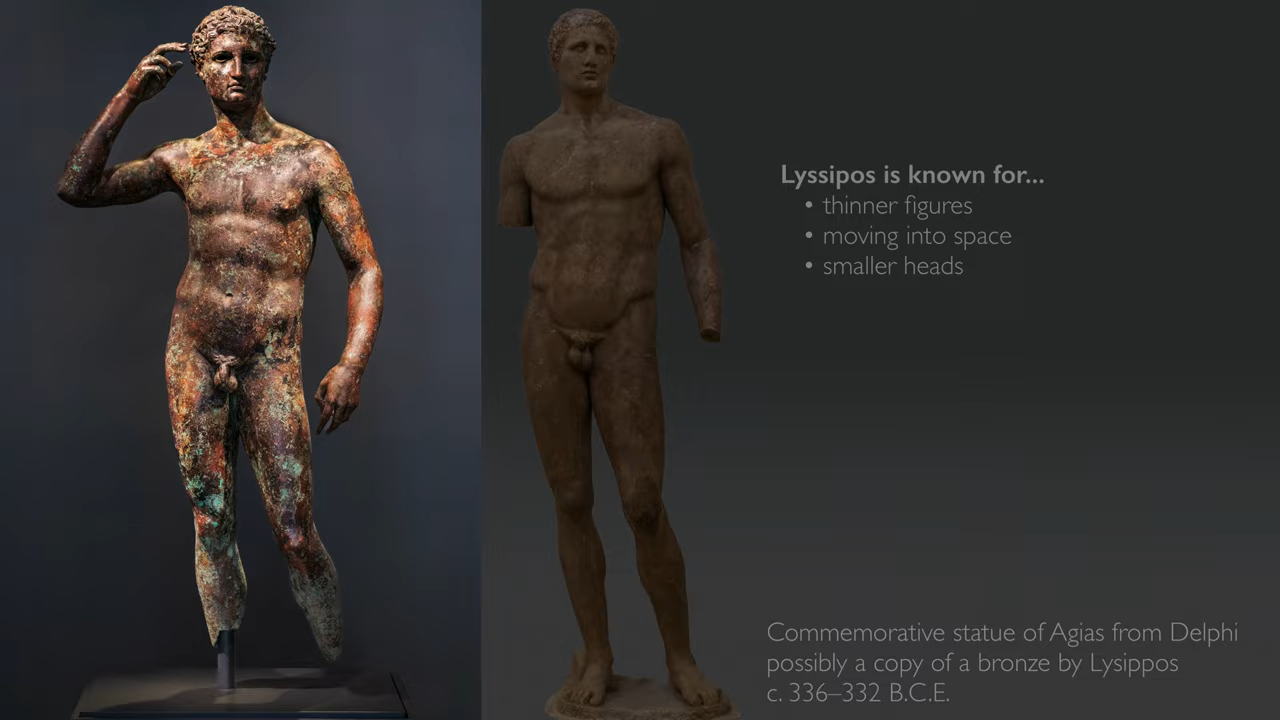 Lyssipos is known for...
• thinner figures
• moving into space
• smaller heads
Commemorative statue of Agias from Delphi
possibly a copy of a bronze by Lysippos
c. 336–332 B.C.E.